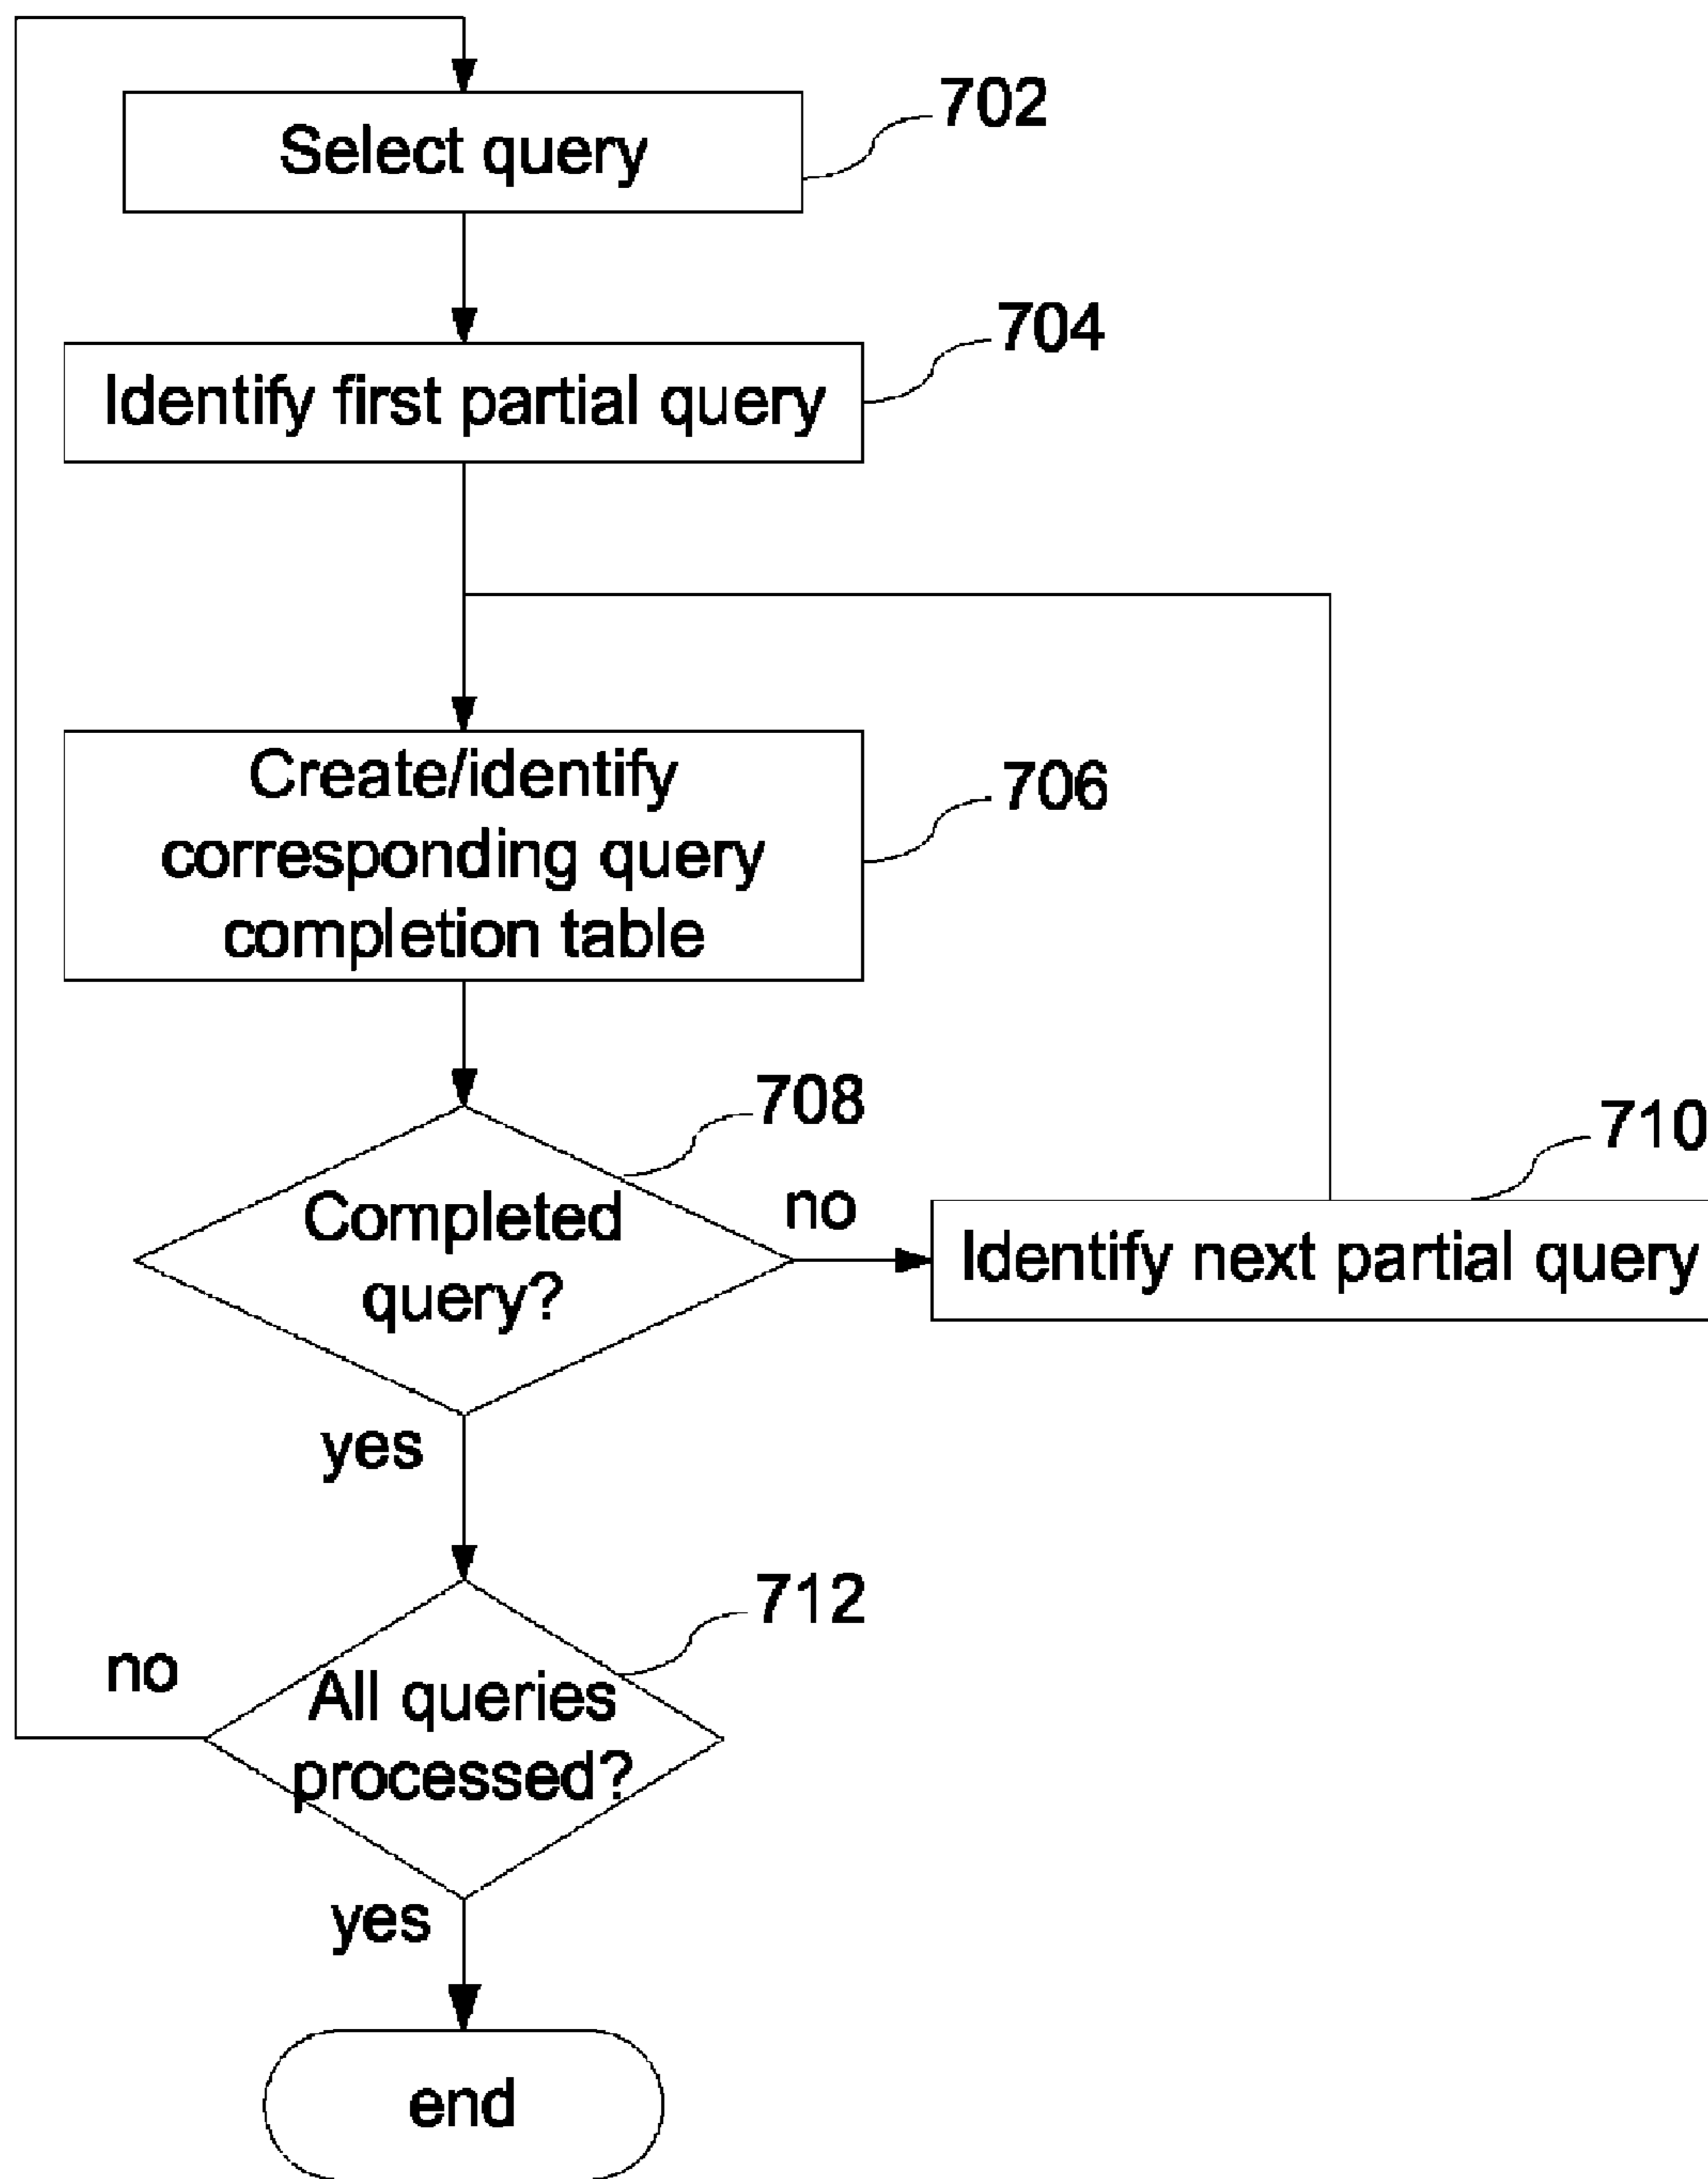 Select query
702
Identify first partial query
704
Create/identify
corresponding query
completion table
706
708
Completed
query?
no
710
Identify next partial query
yes
712
no
All queries
processed?
yes
end